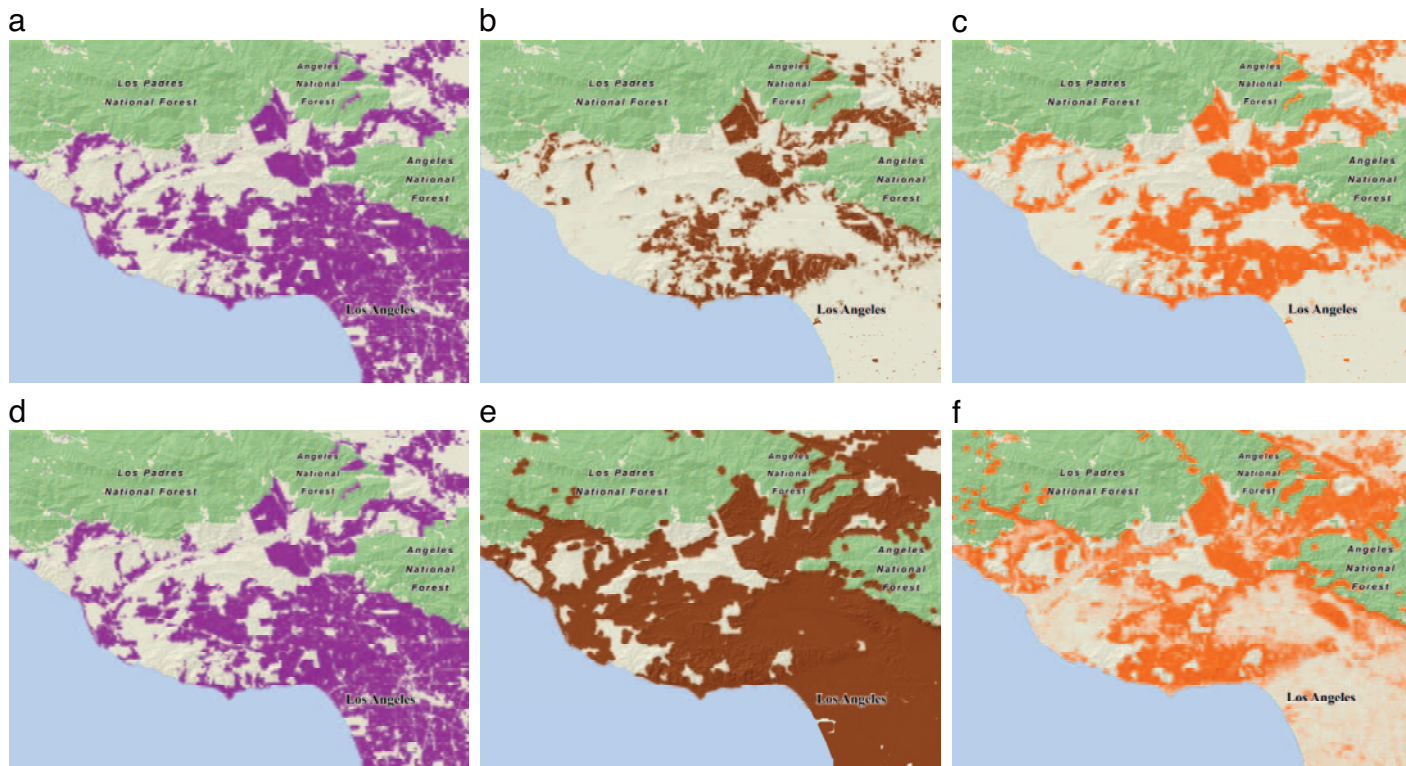 a
b
c
Los Padres
National Forest
Angeles
National
Forest
Angeles
National
Forest
Los Angeles
Los Padres
National Forest
Angeles
National
Forest
Angeles
National
Forest
Los Angeles
Los Padres
National Forest
Angeles
National
Forest
Angeles
National
Forest
Los Angeles
d
e
f
Los Padres
National Forest
Angeles
National
Forest
Angeles
National
Forest
Los Angeles
Los Padres
National Forest
Angeles
National
Forest
Angeles
National
Forest
Los Angeles
Los Padres
National Forest
Angeles
National
Forest
Angeles
National
Forest
Los Angeles